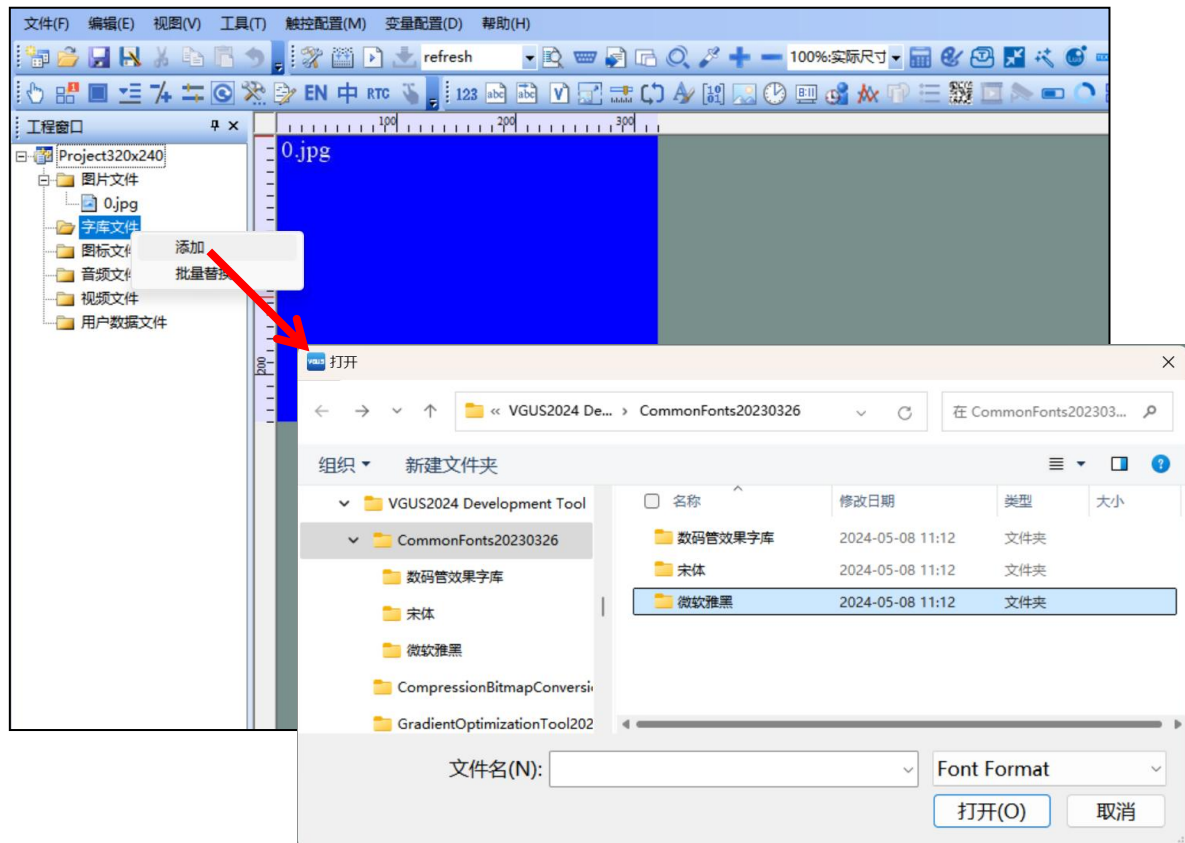 文件(F) 编辑(E) 视图(V) 工具(T) 触控配置(M) 变量配置(D) 帮助(H)
refresh 100%:实际尺寸
EN 中 RTC 123 abc abc V
工程窗口
100 200 300
Project320x240
图片文件
0.jpg
字库文件
图标文件
音频文件
视频文件
用户数据文件
添加
批量替换
0.jpg
200
VGUS 打开
« VGUS2024 De... › CommonFonts20230326
在 CommonFonts202303...
组织 新建文件夹
VGUS2024 Development Tool
CommonFonts20230326
数码管效果字库
宋体
微软雅黑
CompressionBitmapConversi
GradientOptimizationTool202
名称 修改日期 类型 大小
数码管效果字库 2024-05-08 11:12 文件夹
宋体 2024-05-08 11:12 文件夹
微软雅黑 2024-05-08 11:12 文件夹
文件名(N): Font Format
打开(O) 取消